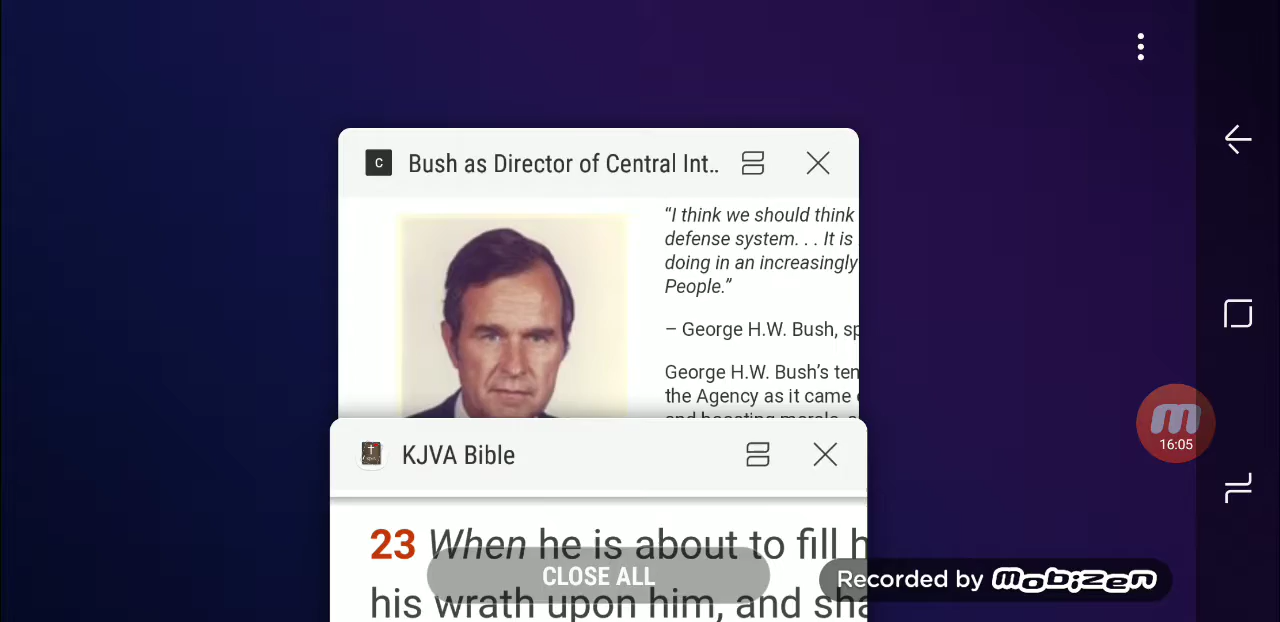 C
Bush as Director of Central Int..
"I think we should think
defense system. . . It is
doing in an increasingly
People."
– George H.W. Bush, sp
George H.W. Bush's ten
the Agency as it came
KJVA Bible
23 When he is about to fill h
CLOSE ALL
his wrath upon him, and sha
m
16:05
Recorded by mobizen